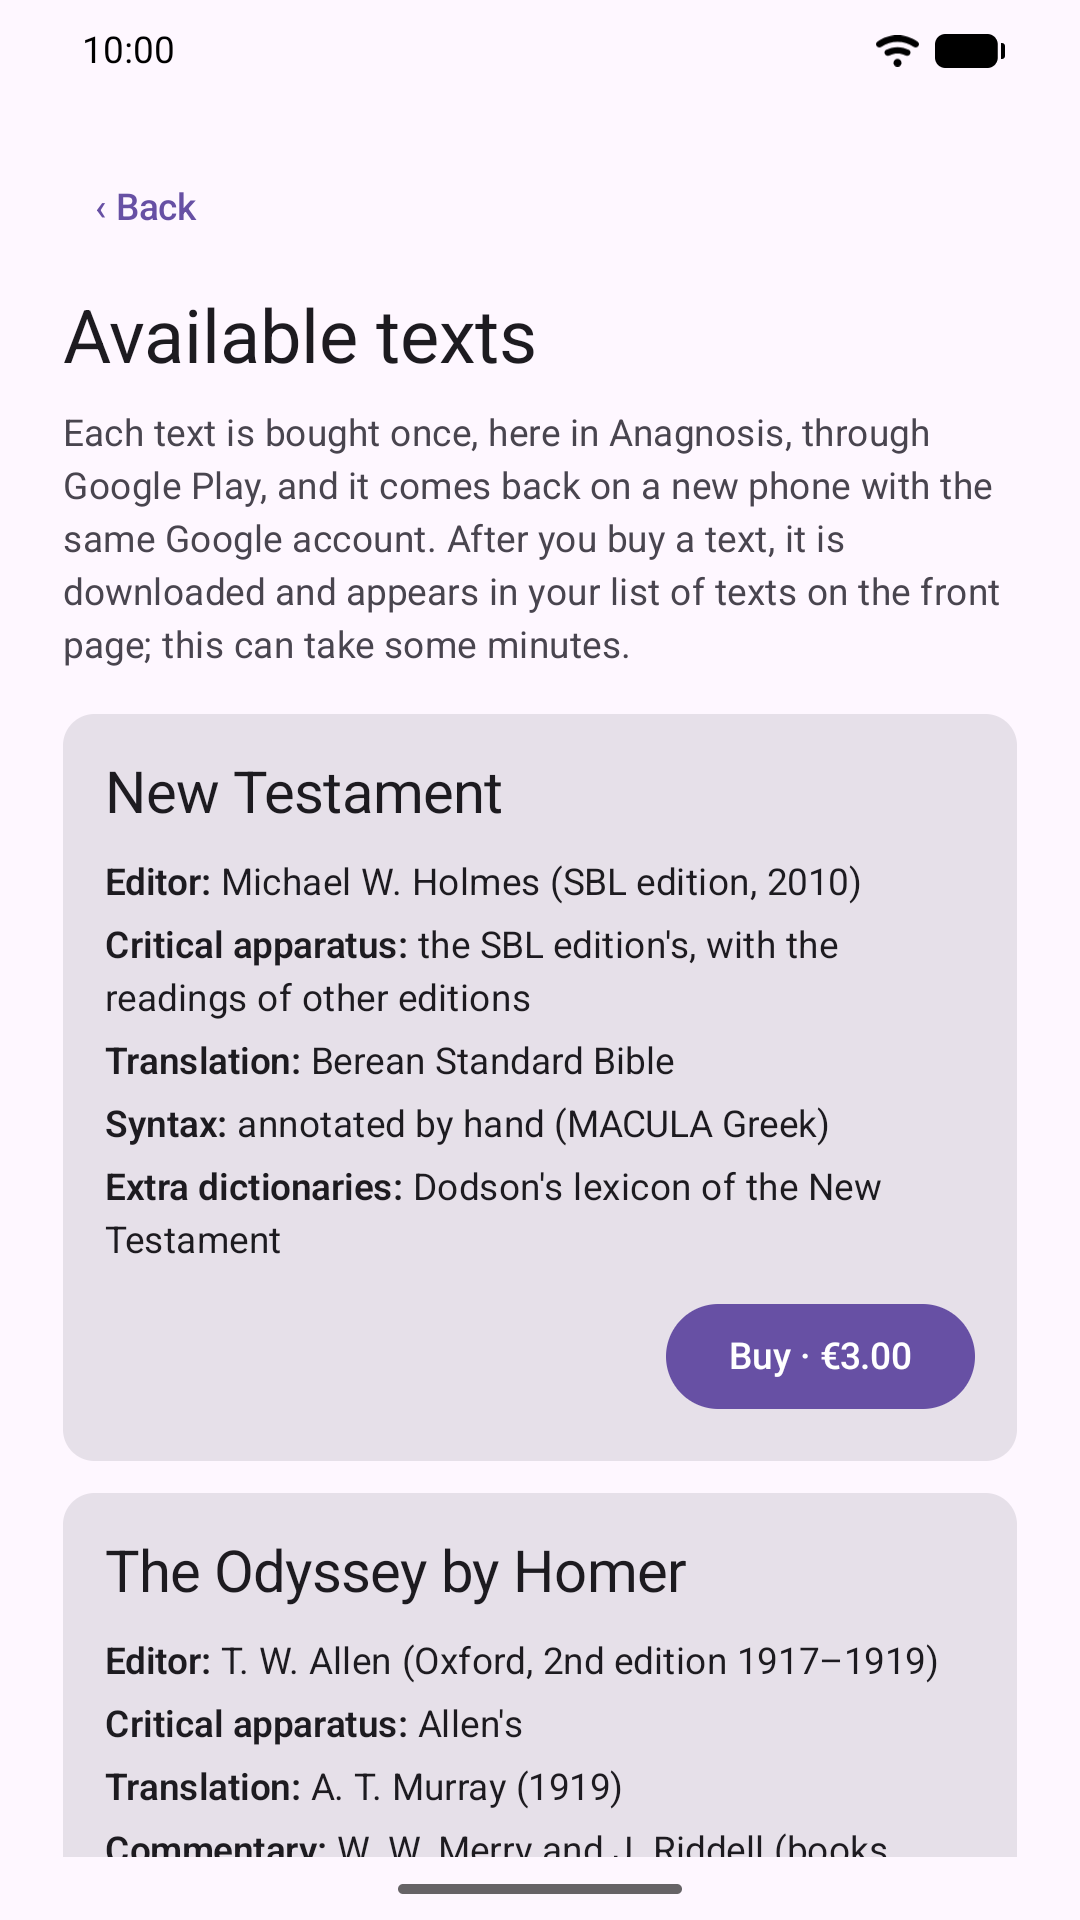 10:00
‹ Back
Available texts
Each text is bought once, here in Anagnosis, through
Google Play, and it comes back on a new phone with the
same Google account. After you buy a text, it is
downloaded and appears in your list of texts on the front
page; this can take some minutes.
New Testament
Editor: Michael W. Holmes (SBL edition, 2010)
Critical apparatus: the SBL edition's, with the
readings of other editions
Translation: Berean Standard Bible
Syntax: annotated by hand (MACULA Greek)
Extra dictionaries: Dodson's lexicon of the New
Testament
Buy · €3.00
The Odyssey by Homer
Editor: T. W. Allen (Oxford, 2nd edition 1917–1919)
Critical apparatus: Allen's
Translation: A. T. Murray (1919)
Commentary: W. W. Merry and J. Riddell (books